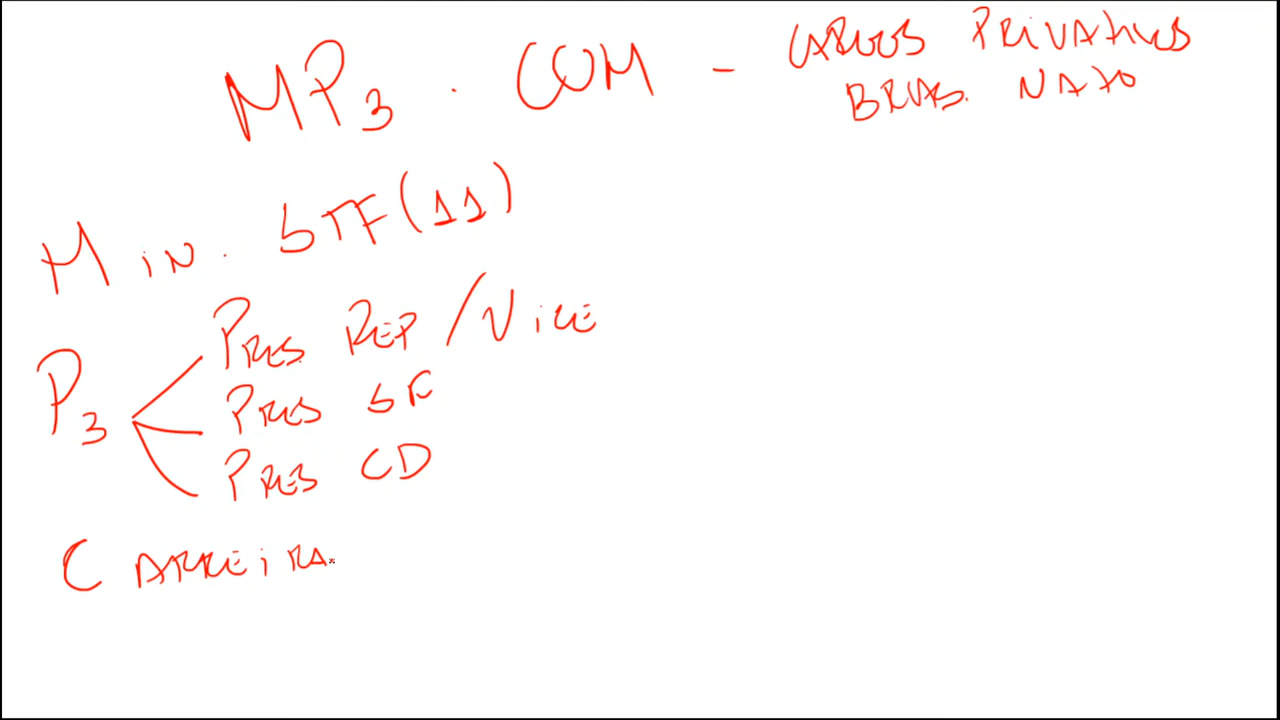 MP3.COM - CARGOS PRIVATIVOS
BRAS. NATO
MiN. STF(11)
P3
PRES REP/ViCE
PRES SF
PRES CD
CARREiRA